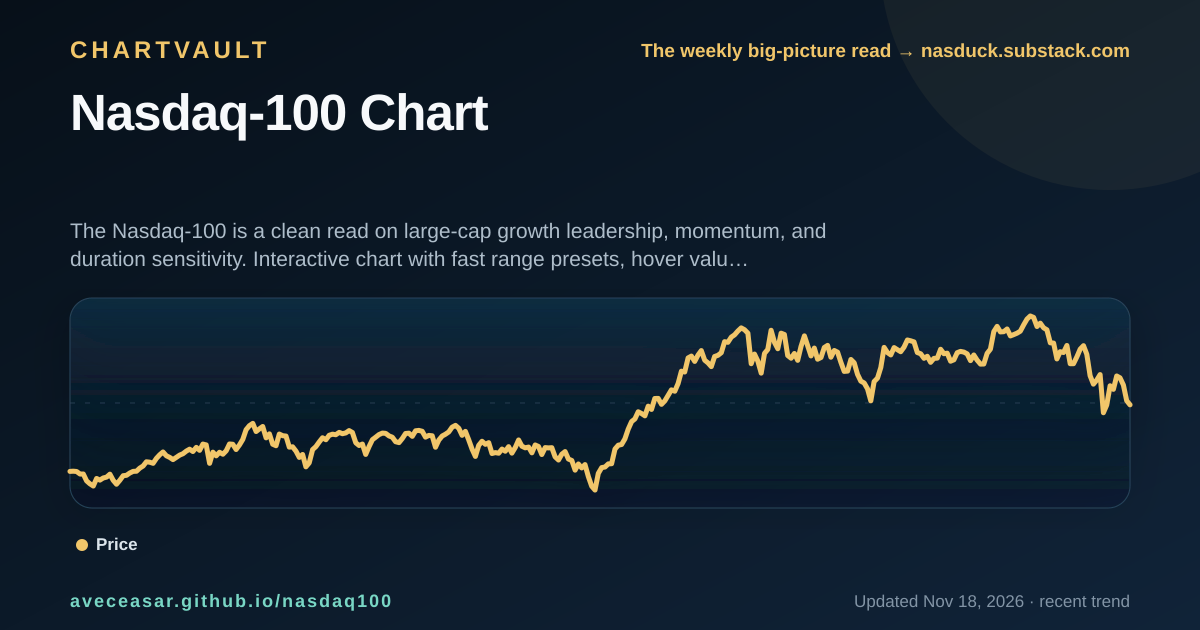 CHARTVAULT
The weekly big-picture read → nasduck.substack.com
Nasdaq-100 Chart
The Nasdaq-100 is a clean read on large-cap growth leadership, momentum, and
duration sensitivity. Interactive chart with fast range presets, hover valu…
Price
aveceasar.github.io/nasdaq100
Updated Nov 18, 2026 · recent trend